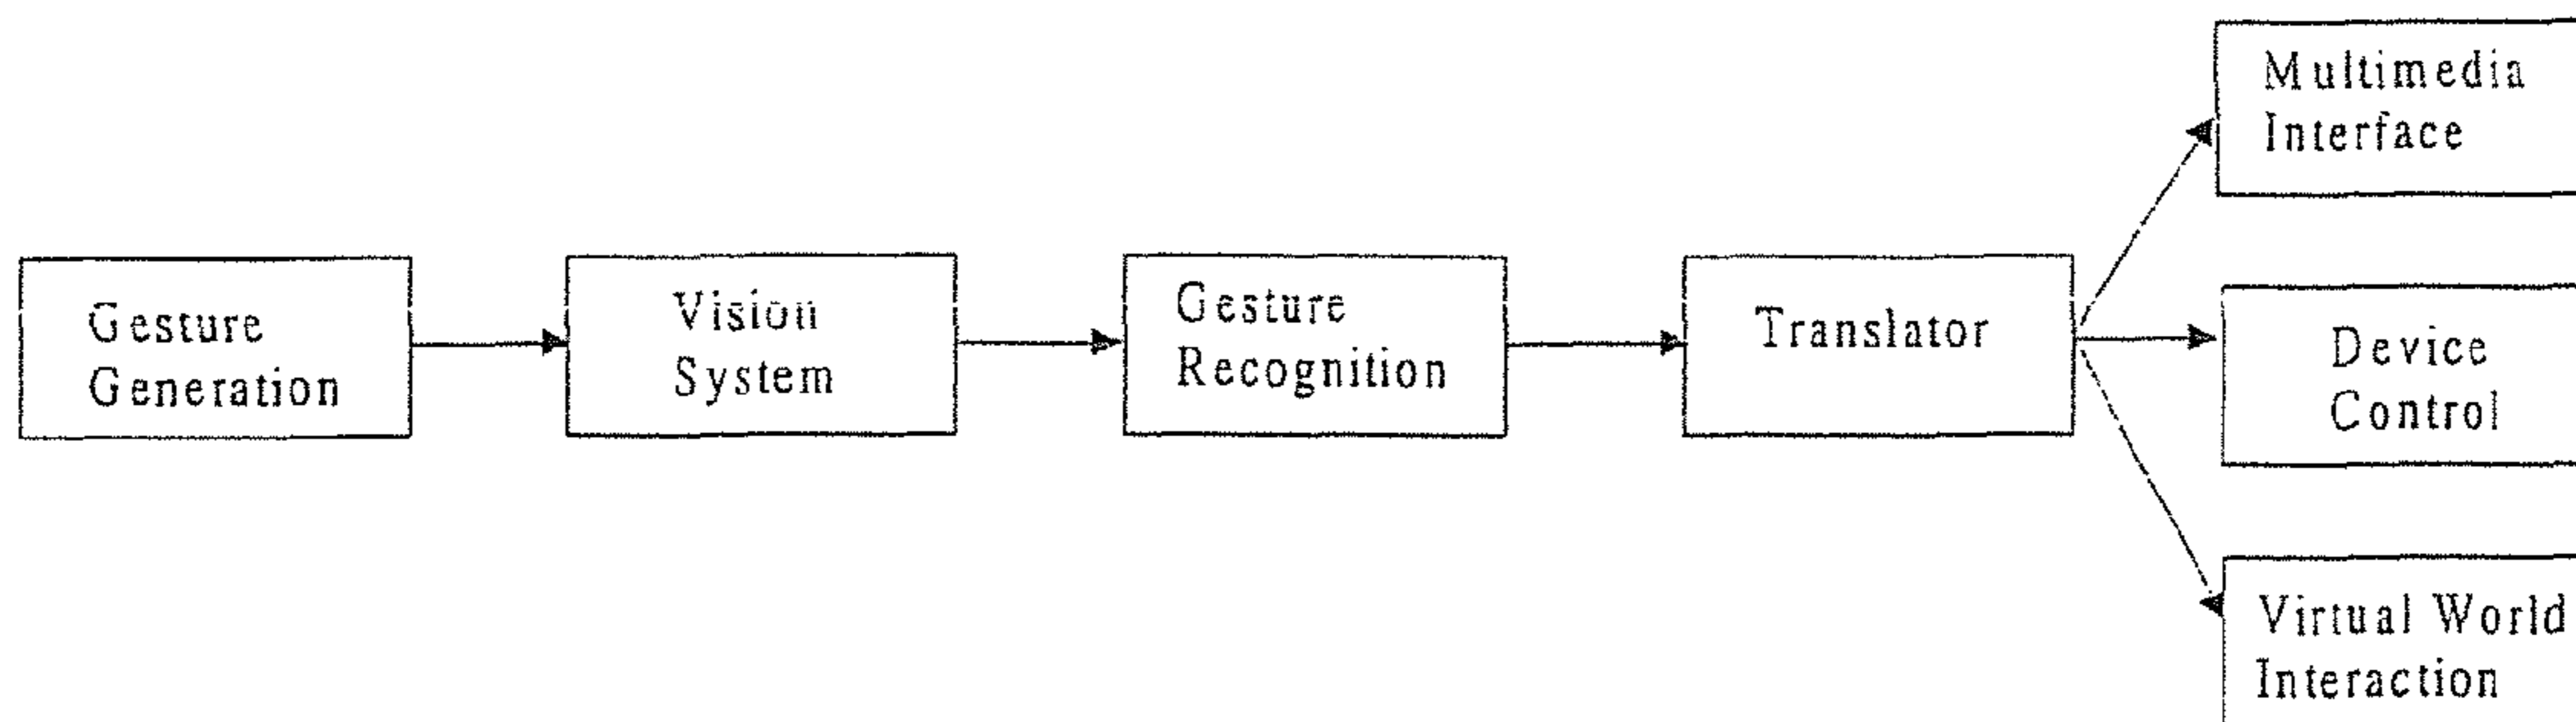 Multimedia
Interface
Gesture
Generation
Vision
System
Gesture
Recognition
Translator
Device
Control
Virtual World
Interaction